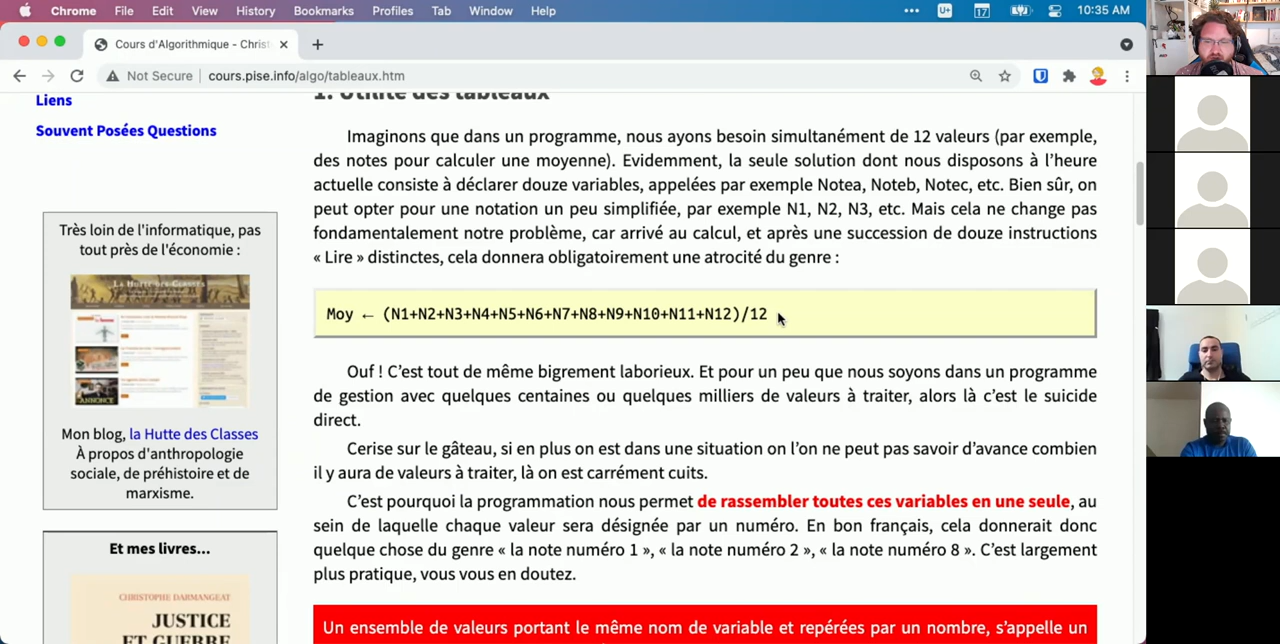 Chrome File Edit View History Bookmarks Profiles Tab Window Help
17
10:35 AM
Cours d'Algorithmique - Christ
Not Secure
cours.pise.info/algo/tableaux.htm
Liens
Souvent Posées Questions
Très loin de l'informatique, pas
tout près de l'économie :
ANNONCE
Mon blog, la Hutte des Classes
À propos d'anthropologie
sociale, de préhistoire et de
marxisme.
Et mes livres...
CHRISTOPHE DARMANGEAT
JUSTICE
ET GUERRE
1. Utilité des tableaux
Imaginons que dans un programme, nous ayons besoin simultanément de 12 valeurs (par exemple,
des notes pour calculer une moyenne). Evidemment, la seule solution dont nous disposons à l'heure
actuelle consiste à déclarer douze variables, appelées par exemple Notea, Noteb, Notec, etc. Bien sûr, on
peut opter pour une notation un peu simplifiée, par exemple N1, N2, N3, etc. Mais cela ne change pas
fondamentalement notre problème, car arrivé au calcul, et après une succession de douze instructions
« Lire » distinctes, cela donnera obligatoirement une atrocité du genre :
Moy ← (N1+N2+N3+N4+N5+N6+N7+N8+N9+N10+N11+N12)/12
Ouf ! C'est tout de même bigrement laborieux. Et pour un peu que nous soyons dans un programme
de gestion avec quelques centaines ou quelques milliers de valeurs à traiter, alors là c'est le suicide
direct.
Cerise sur le gâteau, si en plus on est dans une situation on l'on ne peut pas savoir d'avance combien
il y aura de valeurs à traiter, là on est carrément cuits.
C'est pourquoi la programmation nous permet de rassembler toutes ces variables en une seule, au
sein de laquelle chaque valeur sera désignée par un numéro. En bon français, cela donnerait donc
quelque chose du genre « la note numéro 1 », « la note numéro 2 », « la note numéro 8 ». C'est largement
plus pratique, vous vous en doutez.
Un ensemble de valeurs portant le même nom de variable et repérées par un nombre, s'appelle un